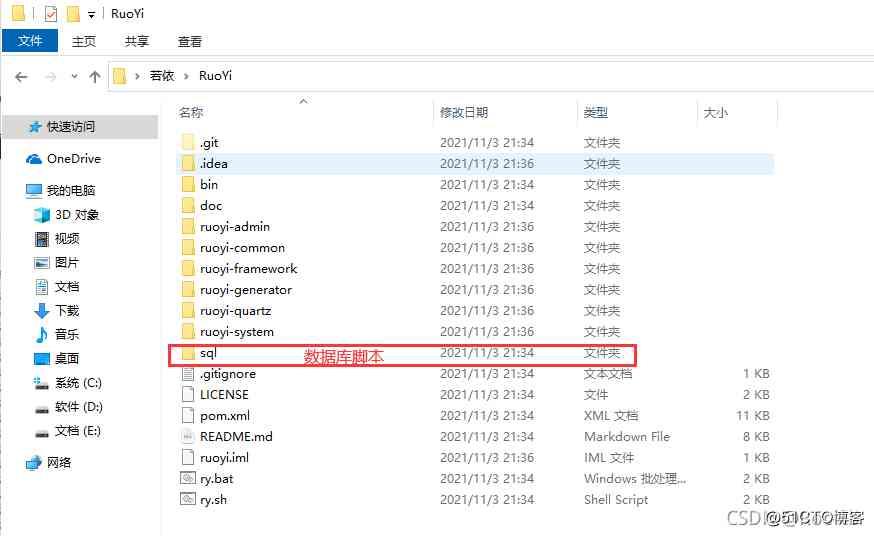 RuoYi
文件 主页 共享 查看
若依 › RuoYi
名称 修改日期 类型 大小
快速访问
OneDrive
我的电脑
3D 对象
视频
图片
文档
下载
音乐
桌面
系统 (C:)
软件 (D:)
文档 (E:)
网络
.git 2021/11/3 21:34 文件夹
.idea 2021/11/3 21:36 文件夹
bin 2021/11/3 21:34 文件夹
doc 2021/11/3 21:34 文件夹
ruoyi-admin 2021/11/3 21:36 文件夹
ruoyi-common 2021/11/3 21:36 文件夹
ruoyi-framework 2021/11/3 21:36 文件夹
ruoyi-generator 2021/11/3 21:36 文件夹
ruoyi-quartz 2021/11/3 21:36 文件夹
ruoyi-system 2021/11/3 21:36 文件夹
sql 数据库脚本 2021/11/3 21:34 文件夹
.gitignore 2021/11/3 21:34 文本文档 1 KB
LICENSE 2021/11/3 21:34 文件 2 KB
pom.xml 2021/11/3 21:34 XML 文档 11 KB
README.md 2021/11/3 21:34 Markdown File 8 KB
ruoyi.iml 2021/11/3 21:36 IML 文件 1 KB
ry.bat 2021/11/3 21:34 Windows 批处理... 2 KB
ry.sh 2021/11/3 21:34 Shell Script 2 KB
@51CTO博客